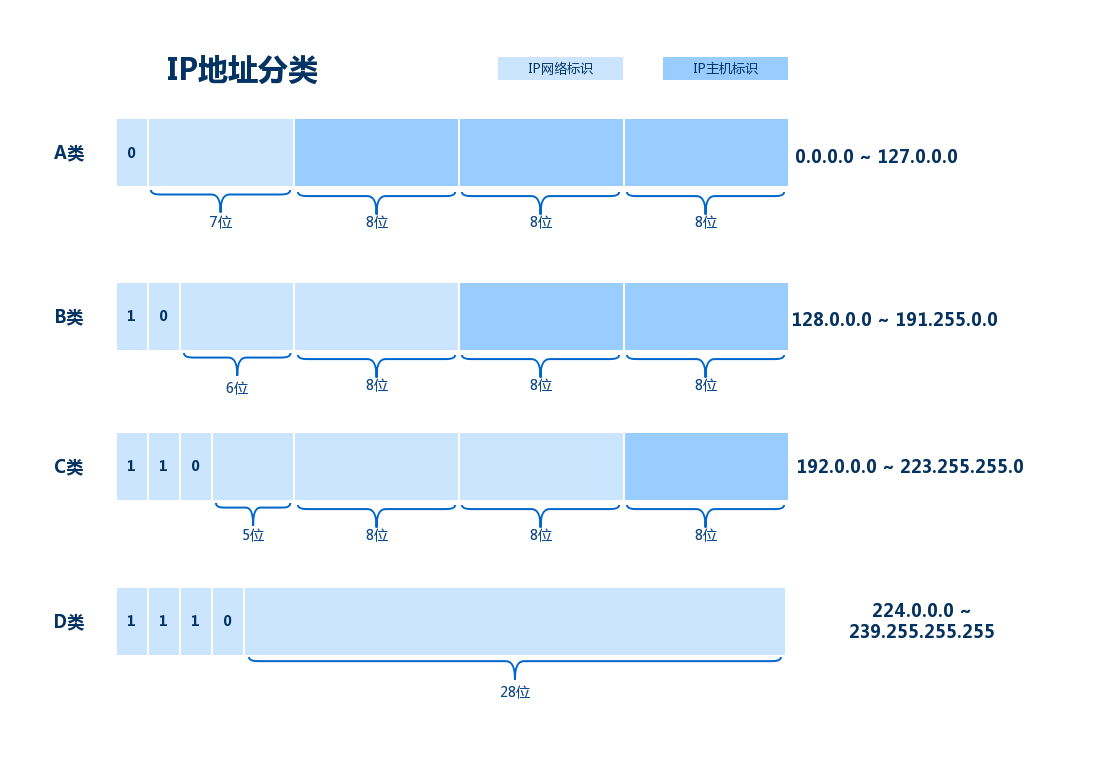 IP地址分类
IP网络标识
IP主机标识
A类
0
0.0.0.0 ~ 127.0.0.0
7位
8位
8位
8位
B类
1
0
128.0.0.0 ~ 191.255.0.0
6位
8位
8位
8位
C类
1
1
0
192.0.0.0 ~ 223.255.255.0
5位
8位
8位
8位
D类
1
1
1
0
224.0.0.0 ~
239.255.255.255
28位